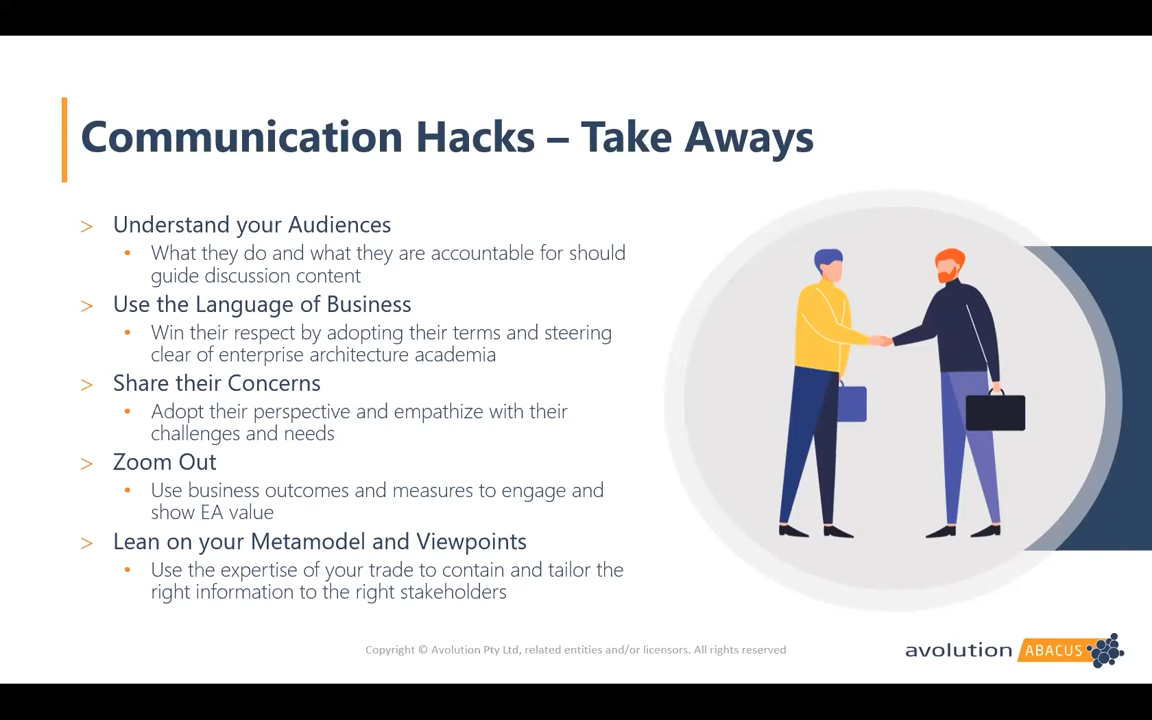 Communication Hacks – Take Aways
> Understand your Audiences
• What they do and what they are accountable for should
guide discussion content
> Use the Language of Business
• Win their respect by adopting their terms and steering
clear of enterprise architecture academia
> Share their Concerns
• Adopt their perspective and empathize with their
challenges and needs
> Zoom Out
• Use business outcomes and measures to engage and
show EA value
> Lean on your Metamodel and Viewpoints
• Use the expertise of your trade to contain and tailor the
right information to the right stakeholders
Copyright © Avolution Pty Ltd, related entities and/or licensors. All rights reserved
avolution ABACUS